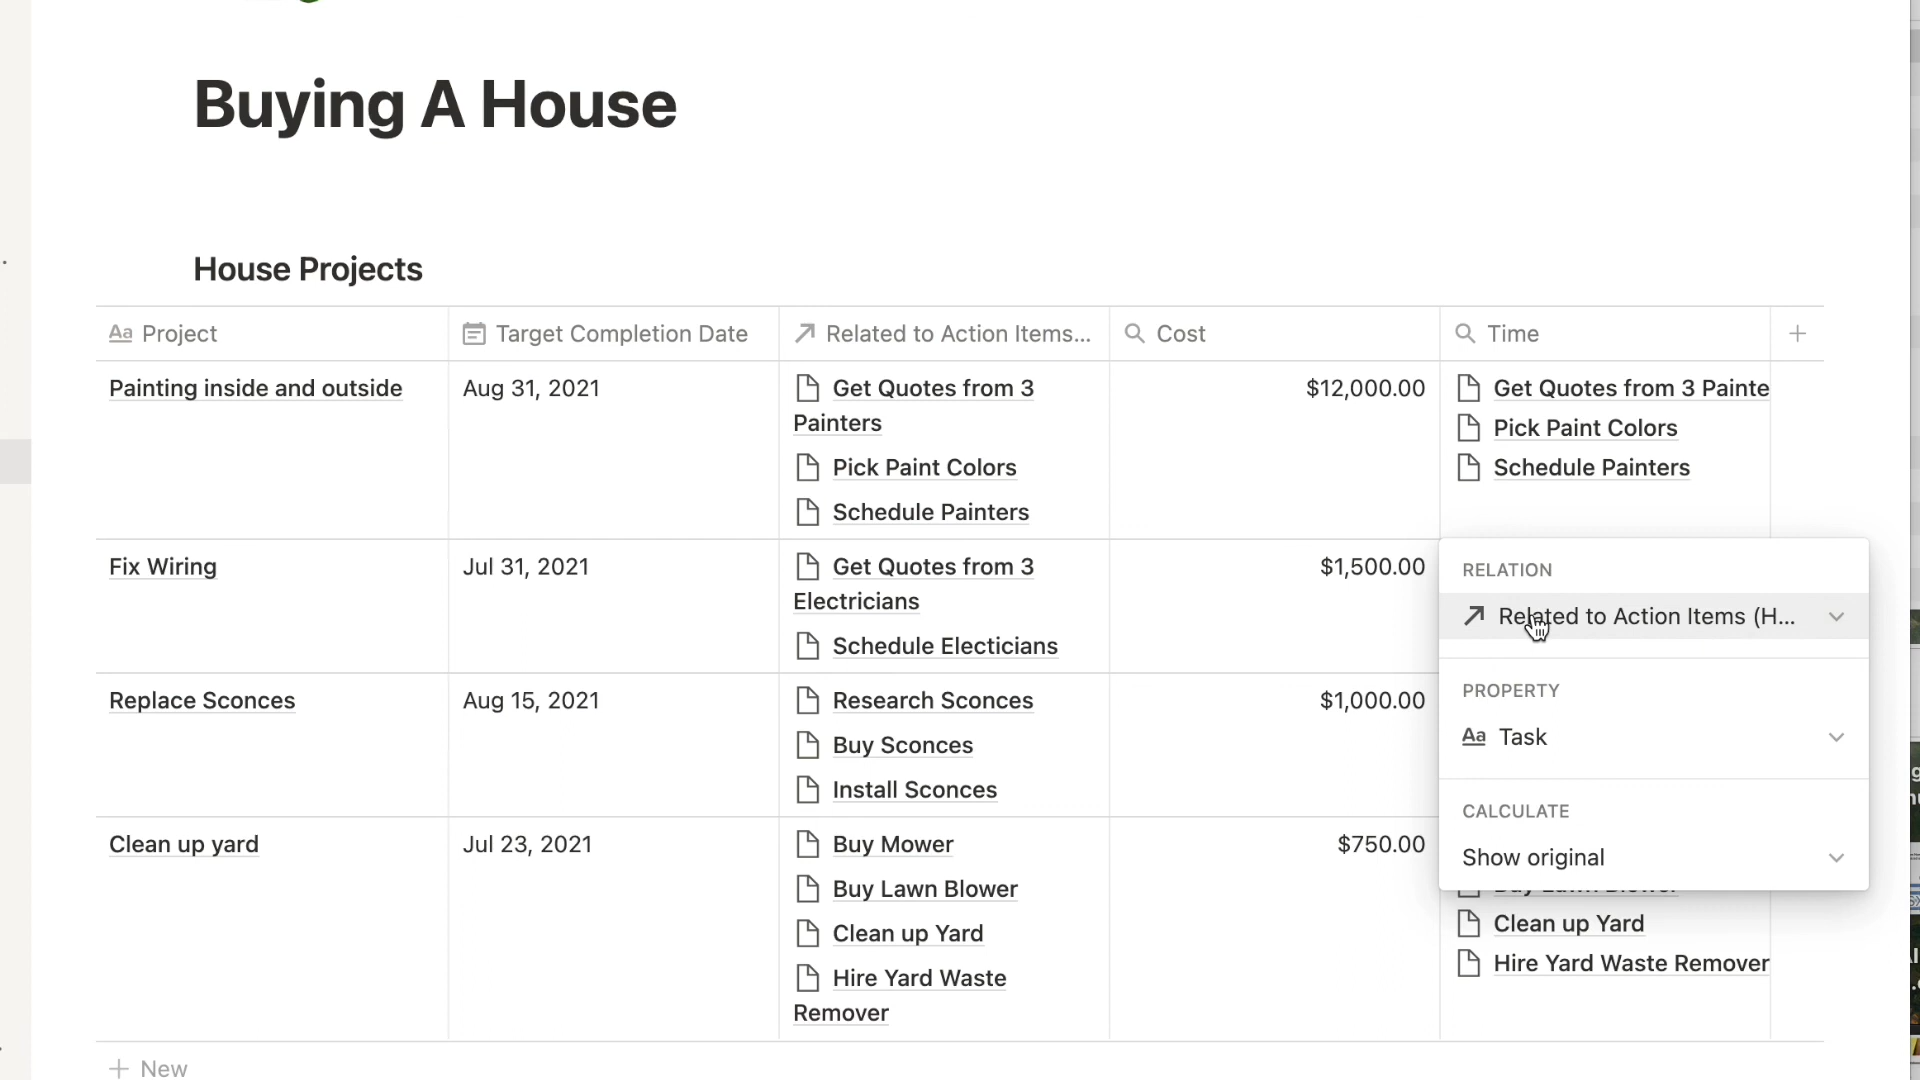 Buying A House
House Projects
Aa Project
Target Completion Date
Related to Action Items...
Cost
Time
Painting inside and outside
Aug 31, 2021
Get Quotes from 3
Painters
Pick Paint Colors
Schedule Painters
$12,000.00
Get Quotes from 3 Painte
Pick Paint Colors
Schedule Painters
Fix Wiring
Jul 31, 2021
Get Quotes from 3
Electricians
Schedule Electicians
$1,500.00
RELATION
Related to Action Items (H...
PROPERTY
Aa Task
CALCULATE
Show original
Replace Sconces
Aug 15, 2021
Research Sconces
Buy Sconces
Install Sconces
$1,000.00
Clean up yard
Jul 23, 2021
Buy Mower
Buy Lawn Blower
Clean up Yard
Hire Yard Waste
Remover
$750.00
Buy Lawn Blower
Clean up Yard
Hire Yard Waste Remover
+ New